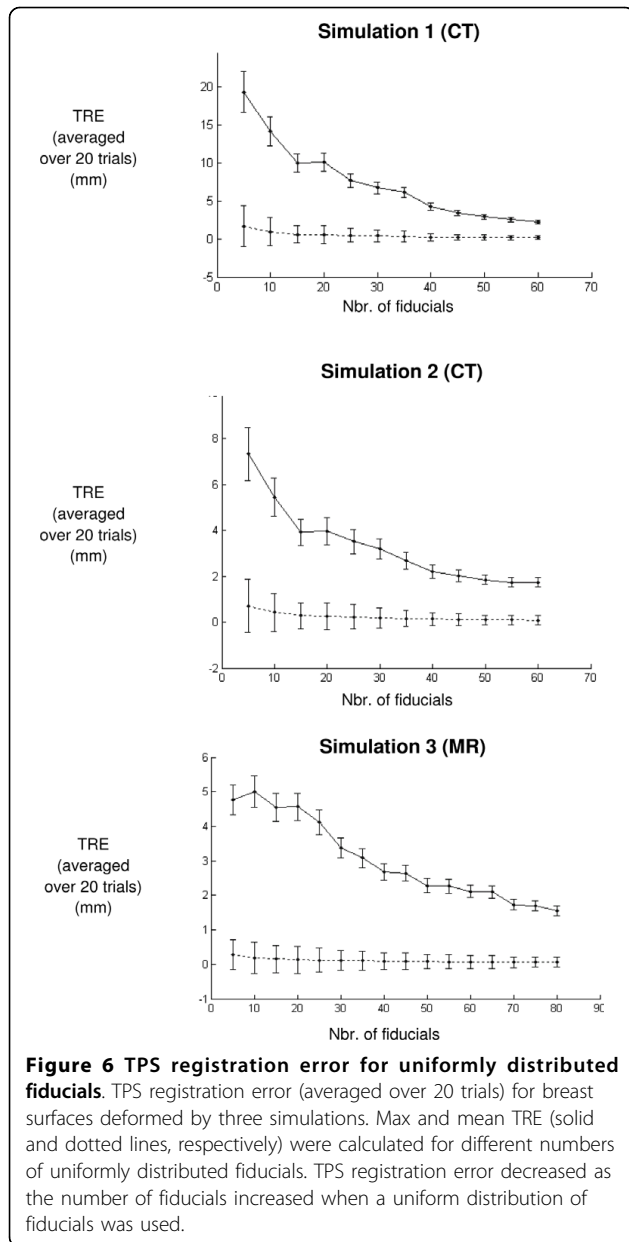 Simulation 1 (CT)
TRE
(averaged
over 20 trials)
(mm)
20
15
10
5
0
-5
0 10 20 30 40 50 60 70
Nbr. of fiducials
Simulation 2 (CT)
TRE
(averaged
over 20 trials)
(mm)
8
6
4
2
0
-2
0 10 20 30 40 50 60 70
Nbr. of fiducials
Simulation 3 (MR)
TRE
(averaged
over 20 trials)
(mm)
6
5
4
3
2
1
0
-1
0 10 20 30 40 50 60 70 80 90
Nbr. of fiducials
Figure 6 TPS registration error for uniformly distributed
fiducials. TPS registration error (averaged over 20 trials) for breast
surfaces deformed by three simulations. Max and mean TRE (solid
and dotted lines, respectively) were calculated for different numbers
of uniformly distributed fiducials. TPS registration error decreased as
the number of fiducials increased when a uniform distribution of
fiducials was used.